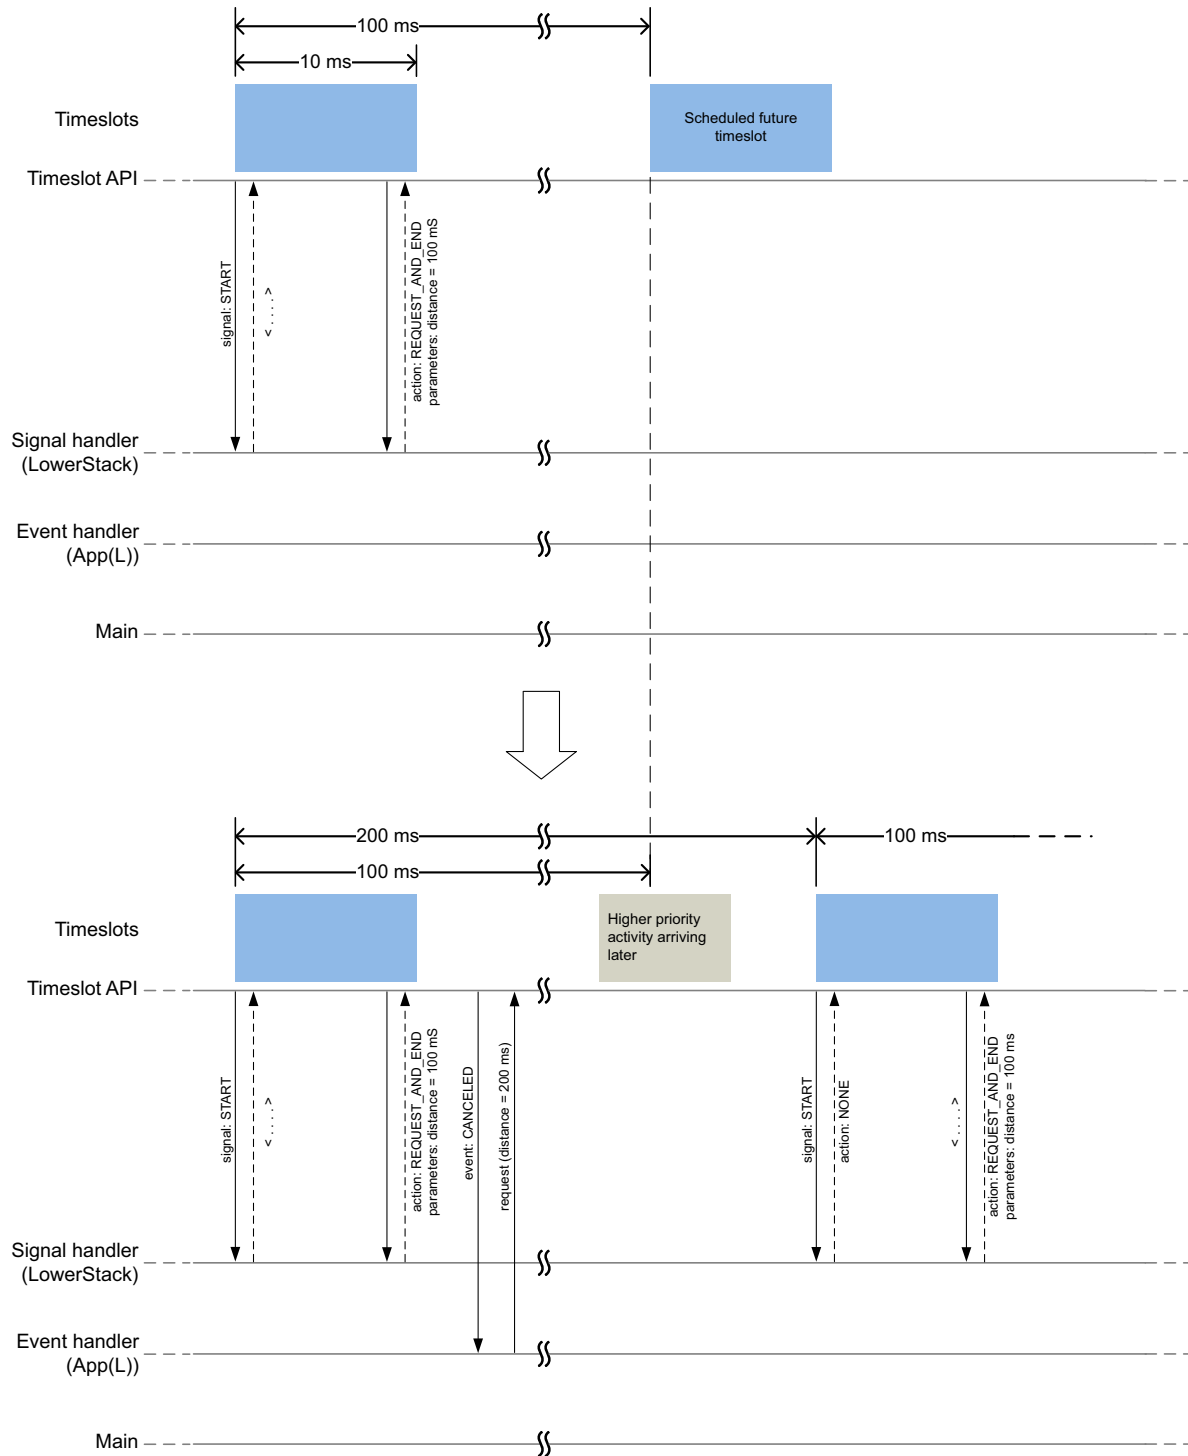 100 ms
10 ms
Timeslots
Scheduled future
timeslot
Timeslot API
signal: START
< . . . . >
action: REQUEST_AND_END
parameters: distance = 100 mS
Signal handler
(LowerStack)
Event handler
(App(L))
Main
200 ms
100 ms
100 ms
Timeslots
Higher priority
activity arriving
later
Timeslot API
signal: START
< . . . . >
action: REQUEST_AND_END
parameters: distance = 100 mS
event: CANCELED
request (distance = 200 ms)
signal: START
action: NONE
< . . . . >
action: REQUEST_AND_END
parameters: distance = 100 ms
Signal handler
(LowerStack)
Event handler
(App(L))
Main